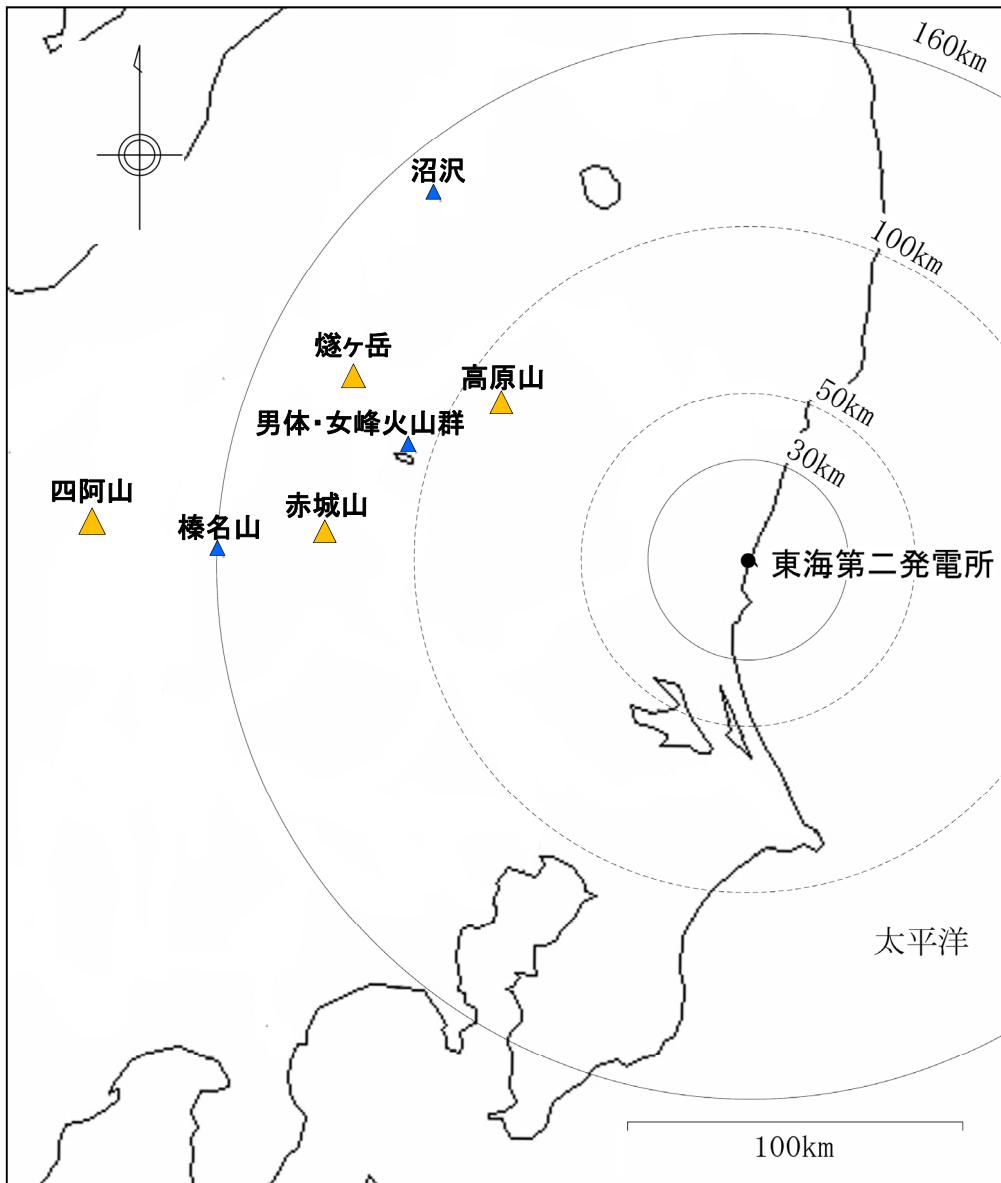 160km
沼沢
100km
燧ヶ岳
高原山
50km
男体・女峰火山群
30km
四阿山
赤城山
榛名山
東海第二発電所
太平洋
100km